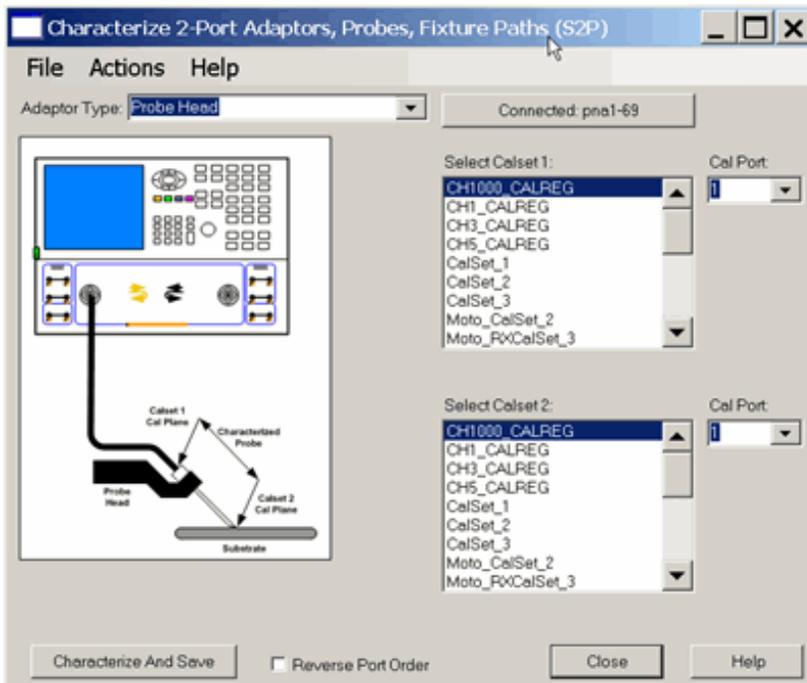 Characterize 2-Port Adaptors, Probes, Fixture Paths (S2P)
File Actions Help
Adaptor Type: Probe Head
Connected: pna1-69
Select Calset 1:
Cal Port:
CH1000_CALREG
1
CH1_CALREG
CH3_CALREG
CH5_CALREG
CalSet_1
CalSet_2
CalSet_3
Moto_CalSet_2
Moto_RXCalSet_3
Calset 1
Cal Plane
Characterized
Probe
Probe
Head
Calset 2
Cal Plane
Substrate
Select Calset 2:
Cal Port:
CH1000_CALREG
1
CH1_CALREG
CH3_CALREG
CH5_CALREG
CalSet_1
CalSet_2
CalSet_3
Moto_CalSet_2
Moto_RXCalSet_3
Characterize And Save
Reverse Port Order
Close
Help